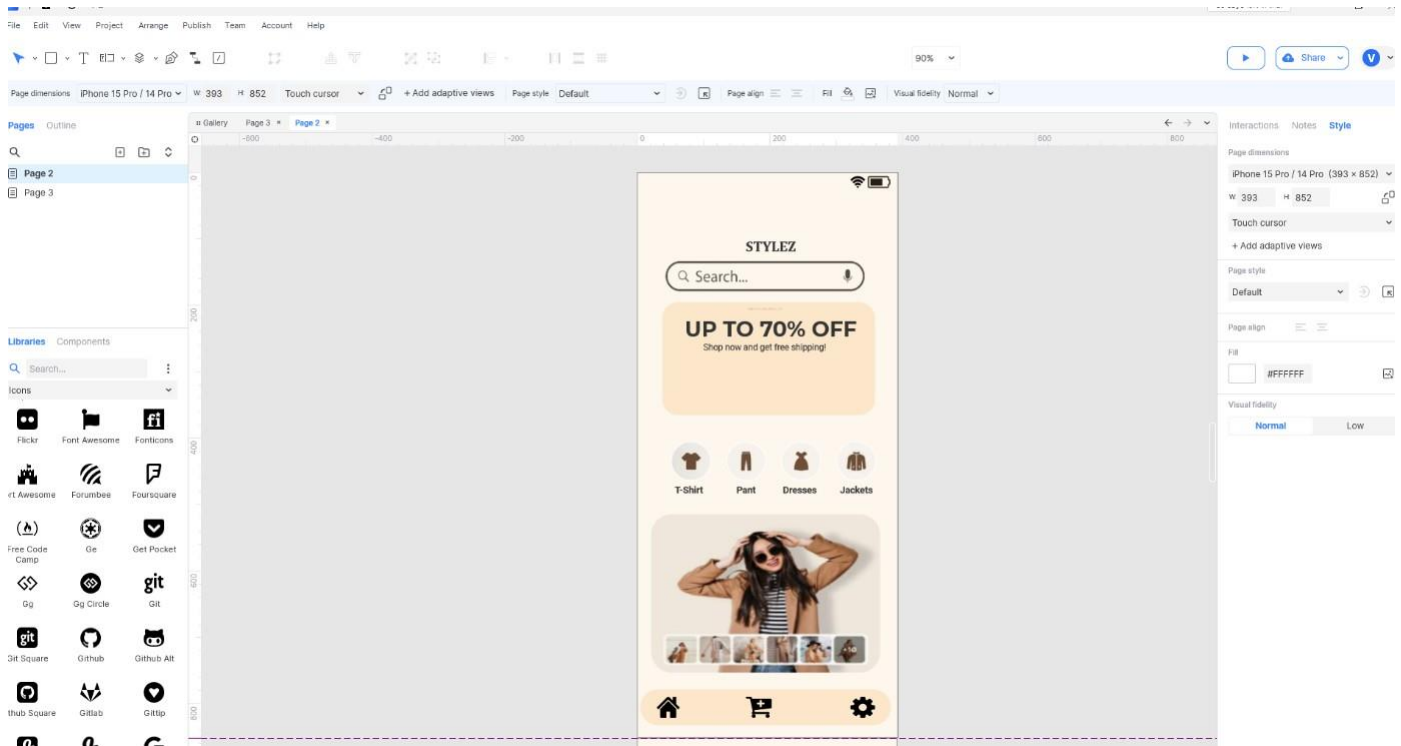 File Edit View Project Arrange Publish Team Account Help
90%
Share
V
Page dimensions iPhone 15 Pro / 14 Pro W 393 H 852 Touch cursor + Add adaptive views Page style Default Page align Fill Visual fidelity Normal
Pages Outline
Page 2
Page 3
Libraries Components
Search...
Icons
Flickr Font Awesome Fonticons
rt Awesome Forumbee Foursquare
Free Code Camp Ge Get Pocket
Gg Gg Circle Git
Git Square Github Github Alt
thub Square Gitlab Gittip
Gallery Page 3 × Page 2 ×
-600 -400 -200 0 200 400 600 800
0
200
400
600
800
STYLEZ
Search...
UP TO 70% OFF
Shop now and get free shipping!
T-Shirt Pant Dresses Jackets
Interactions Notes Style
Page dimensions
iPhone 15 Pro / 14 Pro (393 × 852)
W 393 H 852
Touch cursor
+ Add adaptive views
Page style
Default
Page align
Fill
#FFFFFF
Visual fidelity
Normal Low